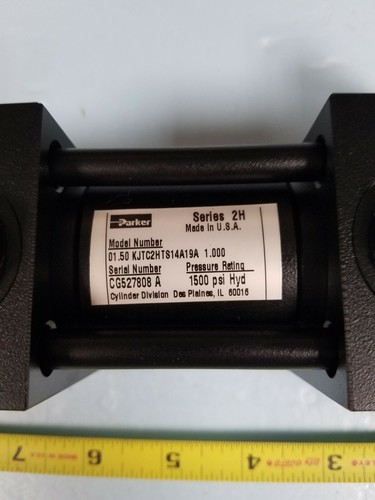 Parker
Series 2H
Made in U.S.A.
Model Number
01.50 KJTC2HTS14A19A 1.000
Serial Number Pressure Rating
CG527808 A 1500 psi Hyd
Cylinder Division Des Plaines, IL 60016
7 6 5 4 3